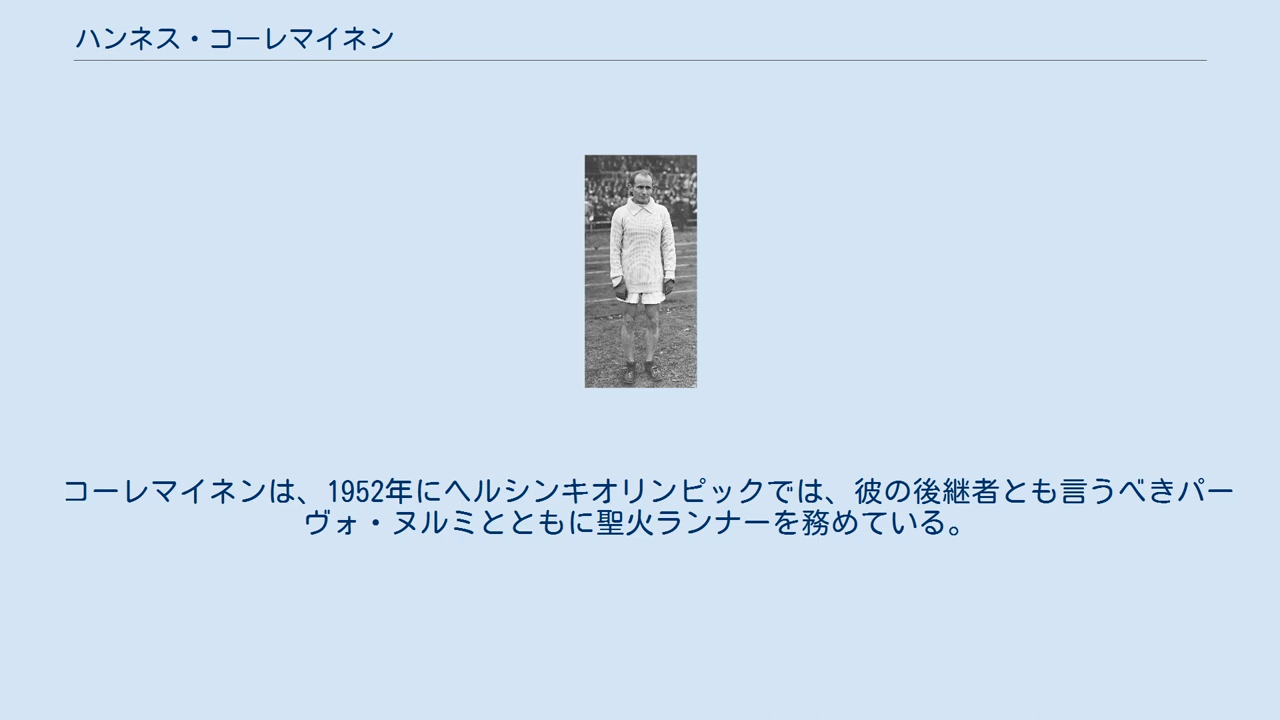 ハンネス・コーレマイネン
コーレマイネンは、1952年にヘルシンキオリンピックでは、彼の後継者とも言うべきパー
ヴォ・ヌルミとともに聖火ランナーを務めている。